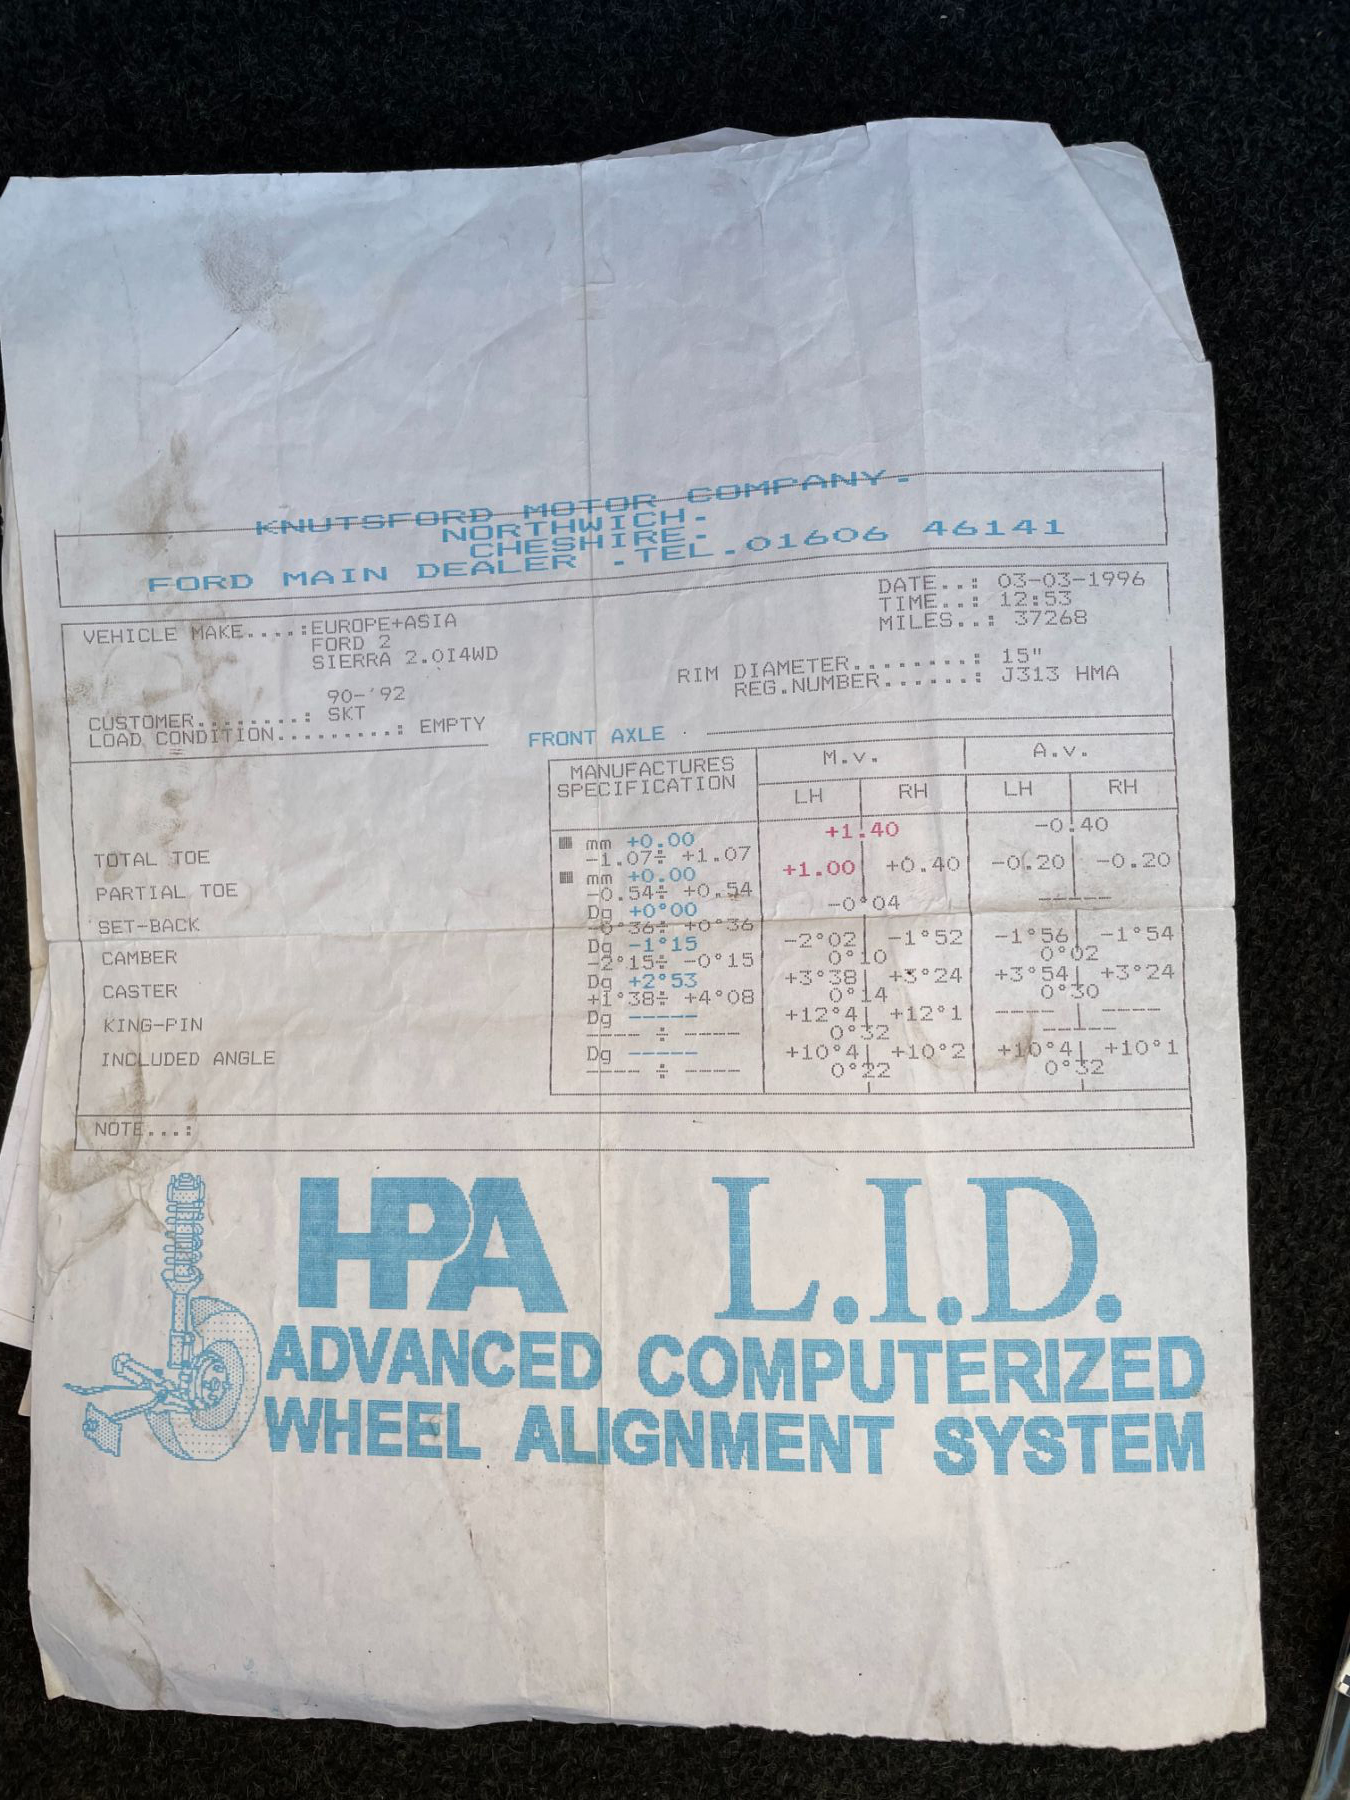 KNUTSFORD MOTOR COMPANY.
NORTHWICH.
CHESHIRE.
FORD MAIN DEALER .TEL.01606 46141
DATE..: 03-03-1996
TIME..: 12:53
MILES..: 37268
VEHICLE MAKE....:EUROPE+ASIA
FORD 2
SIERRA 2.0I4WD
90-'92
RIM DIAMETER........: 15"
REG.NUMBER......: J313 HMA
CUSTOMER........: SKT
LOAD CONDITION.........: EMPTY
FRONT AXLE
MANUFACTURES SPECIFICATION M.v. A.v.
LH RH LH RH
TOTAL TOE mm +0.00 +1.40 -0.40
-1.07÷ +1.07
PARTIAL TOE mm +0.00 +1.00 +0.40 -0.20 -0.20
-0.54÷ +0.54
SET-BACK Dg +0°00 -0°04 -----
-0°36÷ +0°36
CAMBER Dg -1°15 -2°02 -1°52 -1°56 -1°54
-2°15÷ -0°15 0°10 0°02
CASTER Dg +2°53 +3°38 +3°24 +3°54 +3°24
+1°38÷ +4°08 0°14 0°30
KING-PIN Dg ----- +12°4 +12°1 ---- ----
---- ÷ ---- 0°32 -----
INCLUDED ANGLE Dg ----- +10°4 +10°2 +10°4 +10°1
---- ÷ ---- 0°22 0°32
NOTE...:
HPA L.I.D.
ADVANCED COMPUTERIZED
WHEEL ALIGNMENT SYSTEM